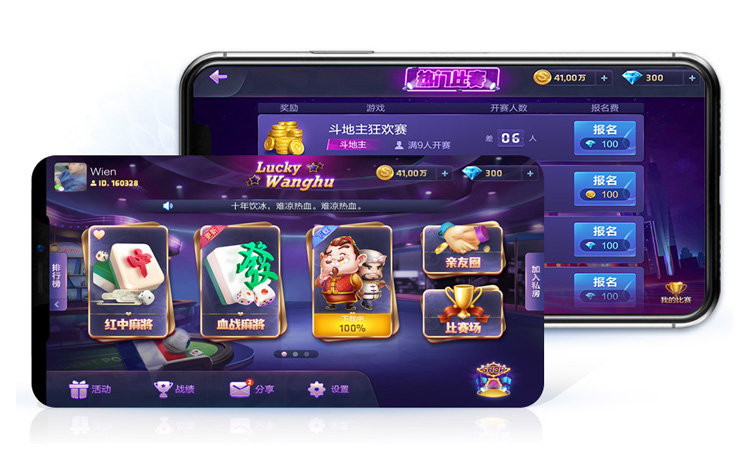 热门比赛
41,00万 +
300 +
奖励 游戏 开赛人数 报名费
斗地主狂欢赛
斗地主 满9人开赛
差 06 人
报名
100
报名
100
报名
100
报名
100
我的比赛
Wien
ID. 160328
Lucky
Wanghu
41,00万 +
300 +
十年饮冰，难凉热血。难凉热血。
排行榜
加入私房
中
红中麻將
發
血战麻將
下载中
100%
亲友圈
比赛场
活动
战绩
2
分享
设置